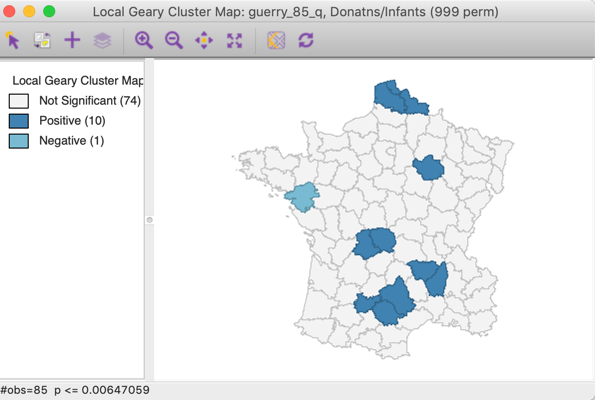 Local Geary Cluster Map: guerry_85_q, Donatns/Infants (999 perm)
Local Geary Cluster Map
Not Significant (74)
Positive (10)
Negative (1)
#obs=85 p <= 0.00647059